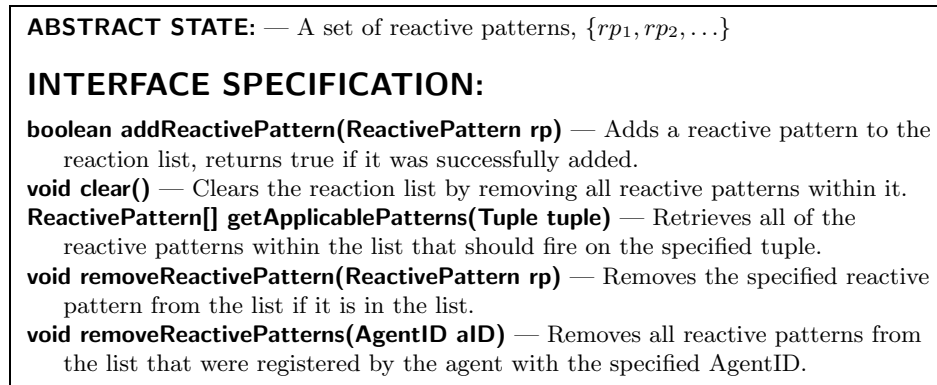 ABSTRACT STATE: — A set of reactive patterns, {rp₁, rp₂, . . .}
INTERFACE SPECIFICATION:
boolean addReactivePattern(ReactivePattern rp) — Adds a reactive pattern to the
reaction list, returns true if it was successfully added.
void clear() — Clears the reaction list by removing all reactive patterns within it.
ReactivePattern[] getApplicablePatterns(Tuple tuple) — Retrieves all of the
reactive patterns within the list that should fire on the specified tuple.
void removeReactivePattern(ReactivePattern rp) — Removes the specified reactive
pattern from the list if it is in the list.
void removeReactivePatterns(AgentID aID) — Removes all reactive patterns from
the list that were registered by the agent with the specified AgentID.